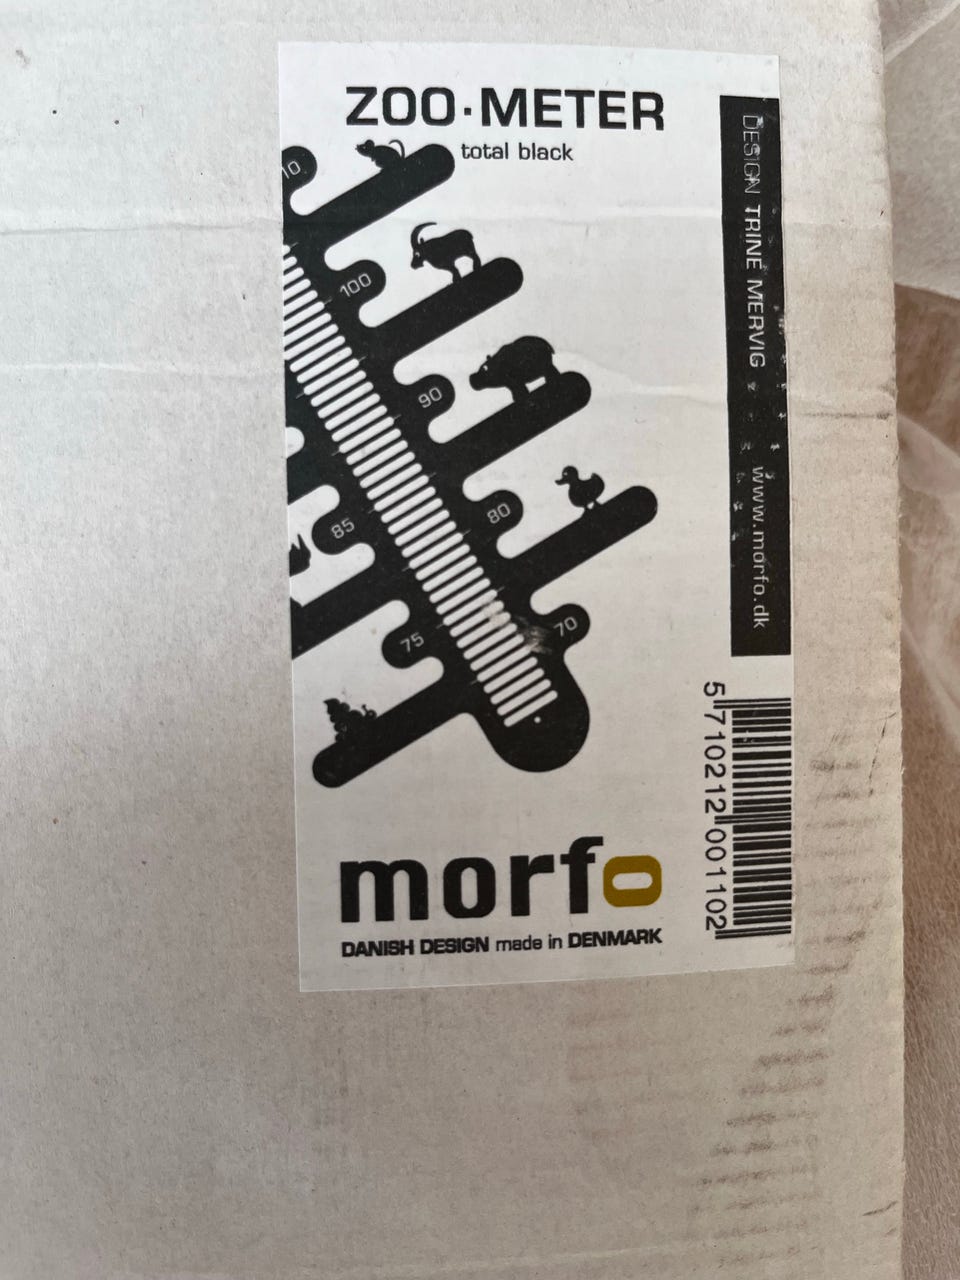 ZOO·METER
total black
10
100
90
80
85
70
75
DESIGN TRINE MERVIG www.morfo.dk
5 710212 001102
morfo
DANISH DESIGN made in DENMARK